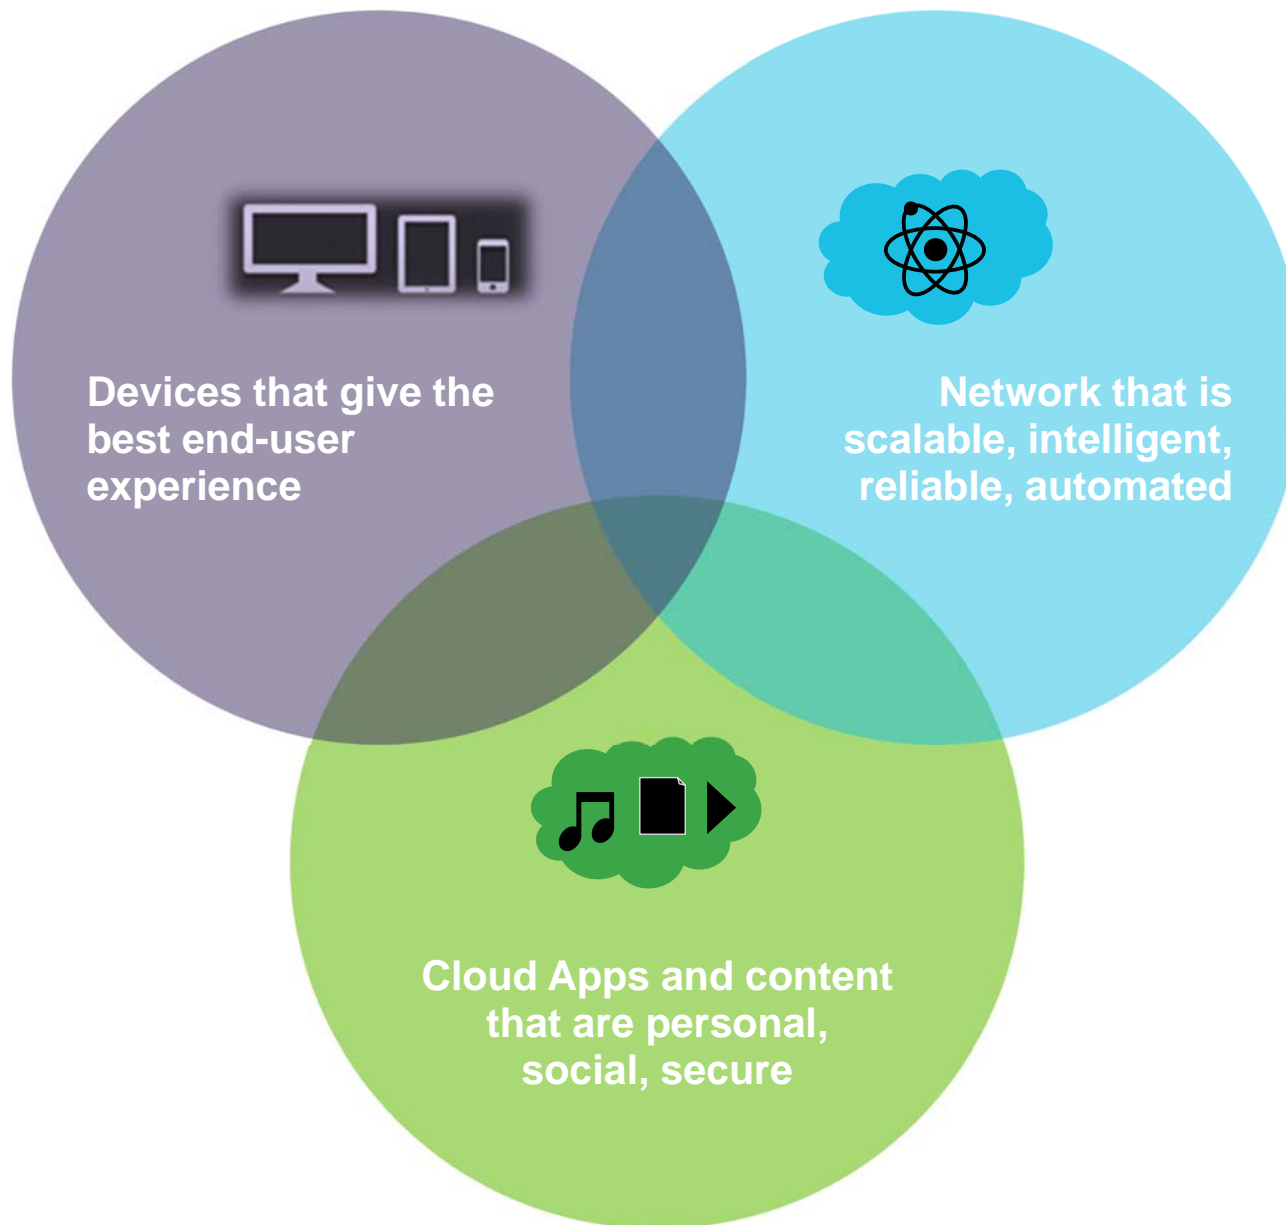 Devices that give the
best end-user
experience
Network that is
scalable, intelligent,
reliable, automated
Cloud Apps and content
that are personal,
social, secure